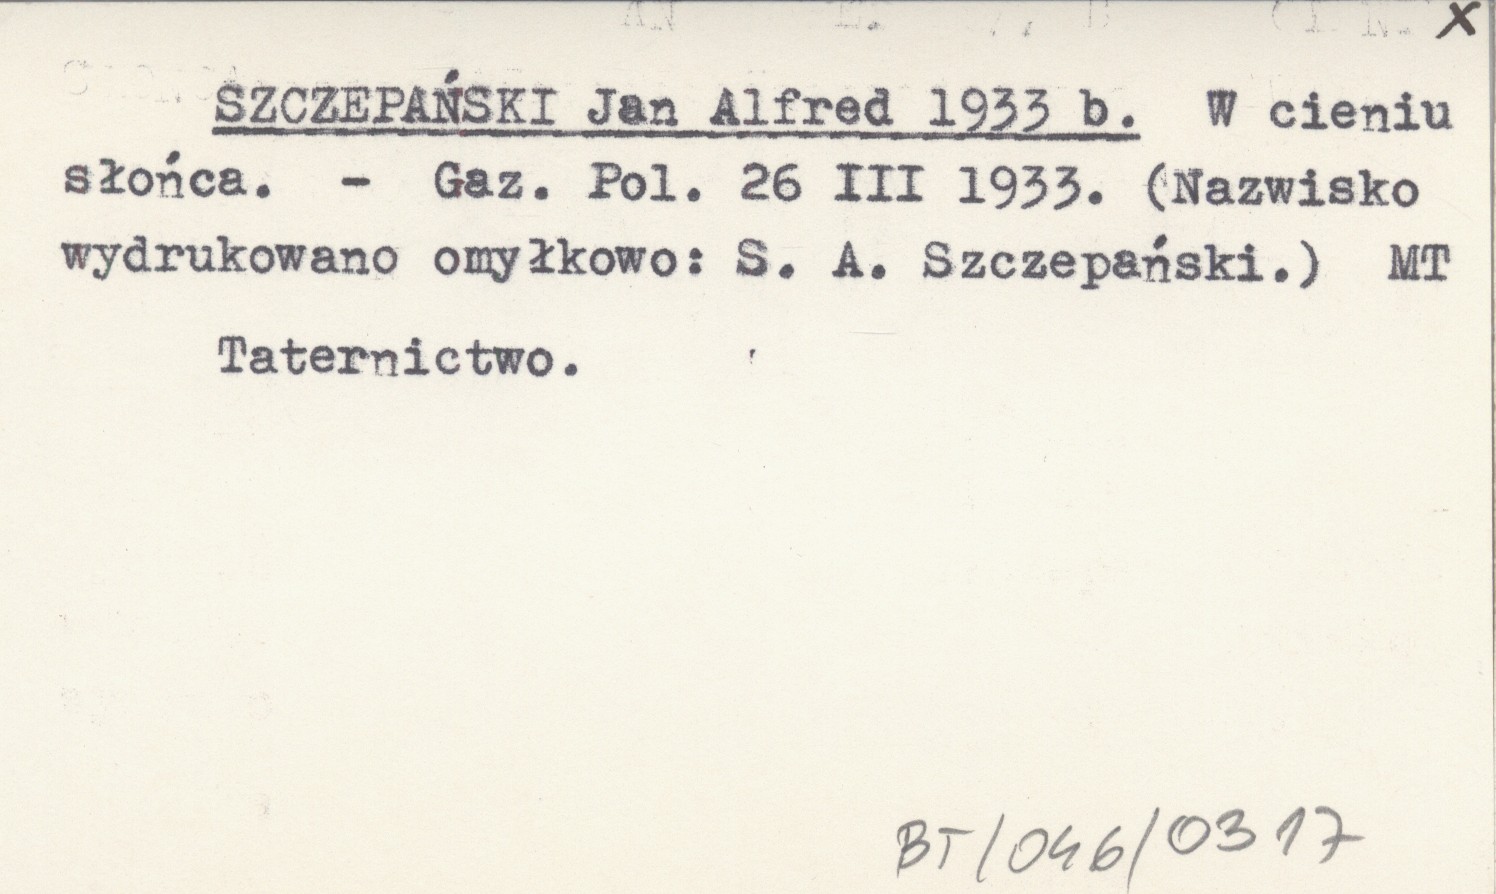 x
SZCZEPAŃSKI Jan Alfred 1933 b. W cieniu
słońca. - Gaz. Pol. 26 III 1933. (Nazwisko
wydrukowano omyłkowo: S. A. Szczepański.) MT
Taternictwo.
BT/046/0317